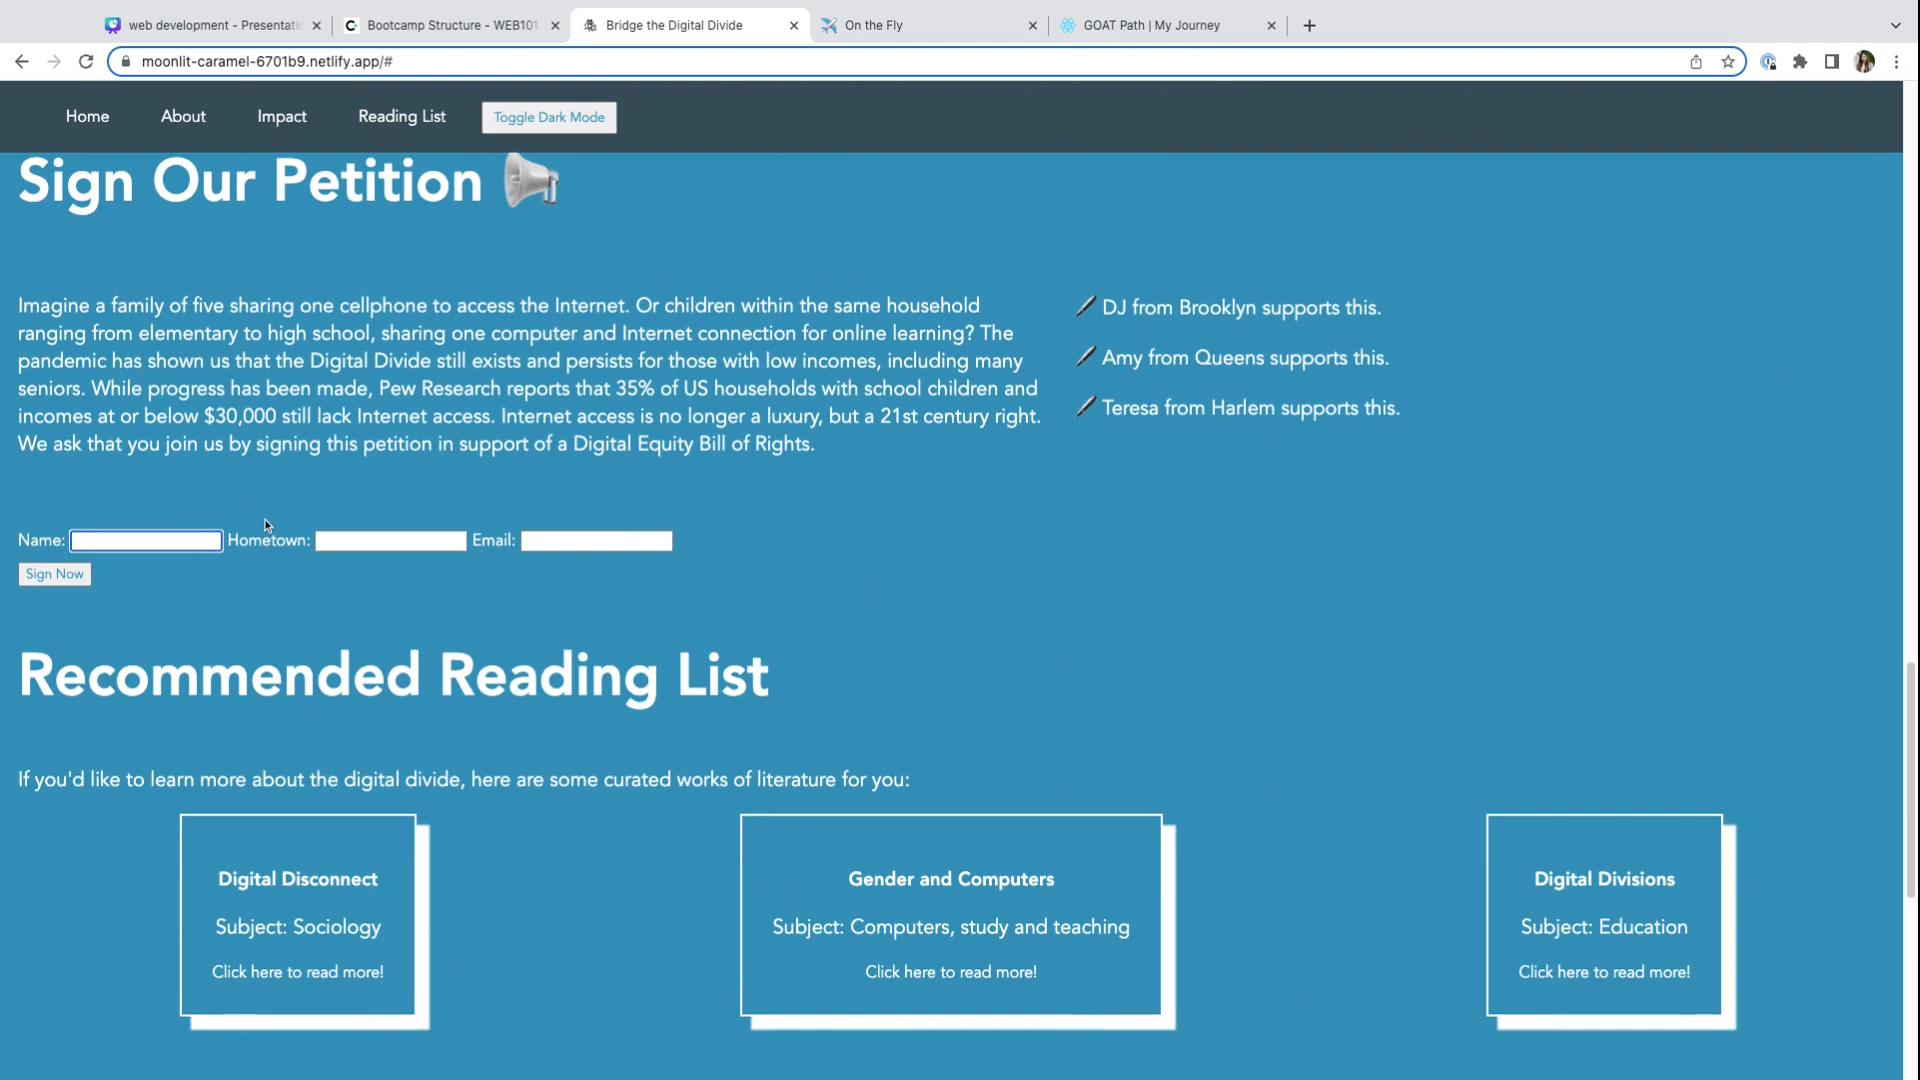 web development - Presentatic
Bootcamp Structure - WEB101
Bridge the Digital Divide
On the Fly
GOAT Path | My Journey
moonlit-caramel-6701b9.netlify.app/#
Home
About
Impact
Reading List
Toggle Dark Mode
Sign Our Petition
Imagine a family of five sharing one cellphone to access the Internet. Or children within the same household
ranging from elementary to high school, sharing one computer and Internet connection for online learning? The
pandemic has shown us that the Digital Divide still exists and persists for those with low incomes, including many
seniors. While progress has been made, Pew Research reports that 35% of US households with school children and
incomes at or below $30,000 still lack Internet access. Internet access is no longer a luxury, but a 21st century right.
We ask that you join us by signing this petition in support of a Digital Equity Bill of Rights.
DJ from Brooklyn supports this.
Amy from Queens supports this.
Teresa from Harlem supports this.
Name:
Hometown:
Email:
Sign Now
Recommended Reading List
If you'd like to learn more about the digital divide, here are some curated works of literature for you:
Digital Disconnect
Subject: Sociology
Click here to read more!
Gender and Computers
Subject: Computers, study and teaching
Click here to read more!
Digital Divisions
Subject: Education
Click here to read more!